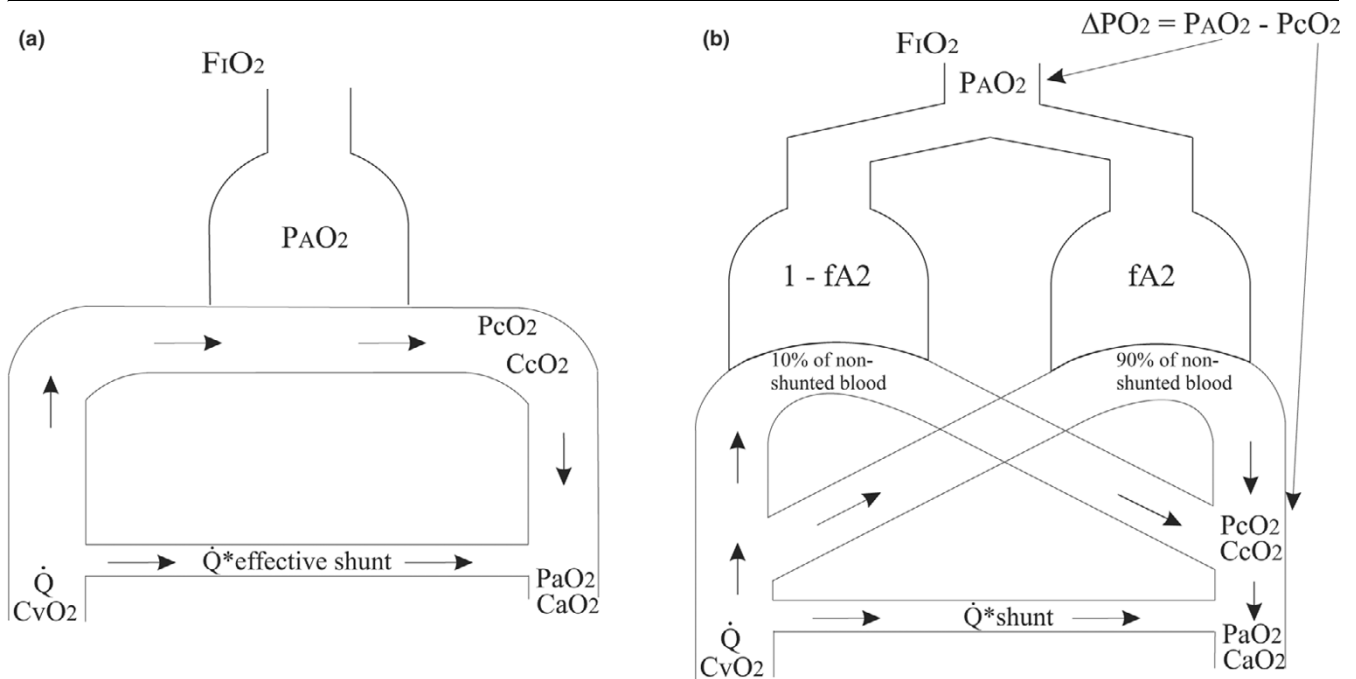 (a)
FIO2
PAO2
PcO2
CcO2
Q̇*effective shunt
Q̇
CvO2
PaO2
CaO2
(b)
ΔPO2 = PAO2 - PcO2
FIO2
PAO2
1 - fA2
fA2
10% of non-
shunted blood
90% of non-
shunted blood
PcO2
CcO2
Q̇*shunt
Q̇
CvO2
PaO2
CaO2